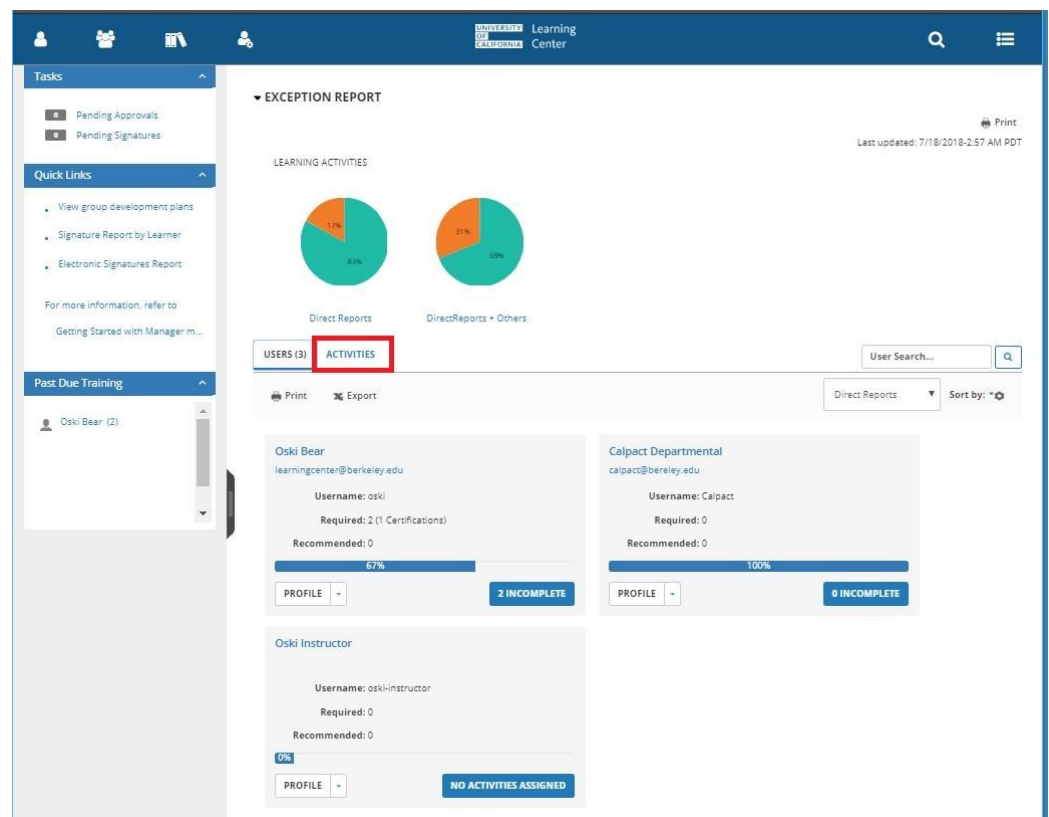 UNIVERSITY OF CALIFORNIA Learning Center
Tasks
0 Pending Approvals
0 Pending Signatures
Quick Links
View group development plans
Signature Report by Learner
Electronic Signatures Report
For more information, refer to
Getting Started with Manager m...
Past Due Training
Oski Bear (2)
EXCEPTION REPORT
Print
Last updated: 7/18/2018-2:57 AM PDT
LEARNING ACTIVITIES
17%
83%
31%
69%
Direct Reports
DirectReports + Others
USERS (3) ACTIVITIES
User Search...
Print Export
Direct Reports Sort by:
Oski Bear
learningcenter@berkeley.edu
Username: oski
Required: 2 (1 Certifications)
Recommended: 0
67%
PROFILE 2 INCOMPLETE
Calpact Departmental
calpact@bereley.edu
Username: Calpact
Required: 0
Recommended: 0
100%
PROFILE 0 INCOMPLETE
Oski Instructor
Username: oski-instructor
Required: 0
Recommended: 0
0%
PROFILE NO ACTIVITIES ASSIGNED